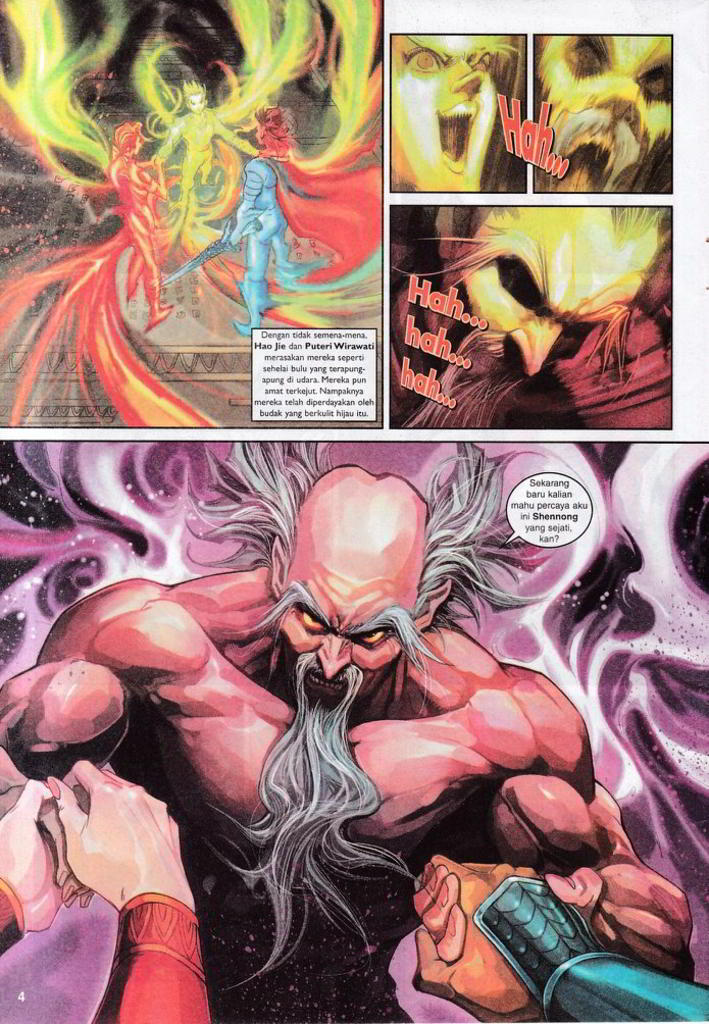 Dengan tidak semena-mena,
Hao Jie dan Puteri Wirawati
merasakan mereka seperti
sehelai bulu yang terapung-
apung di udara. Mereka pun
amat terkejut. Nampaknya
mereka telah diperdayakan oleh
budak yang berkulit hijau itu.
Hah...
Hah...
hah...
hah...
Sekarang
baru kalian
mahu percaya aku
ini Shennong
yang sejati,
kan?
4